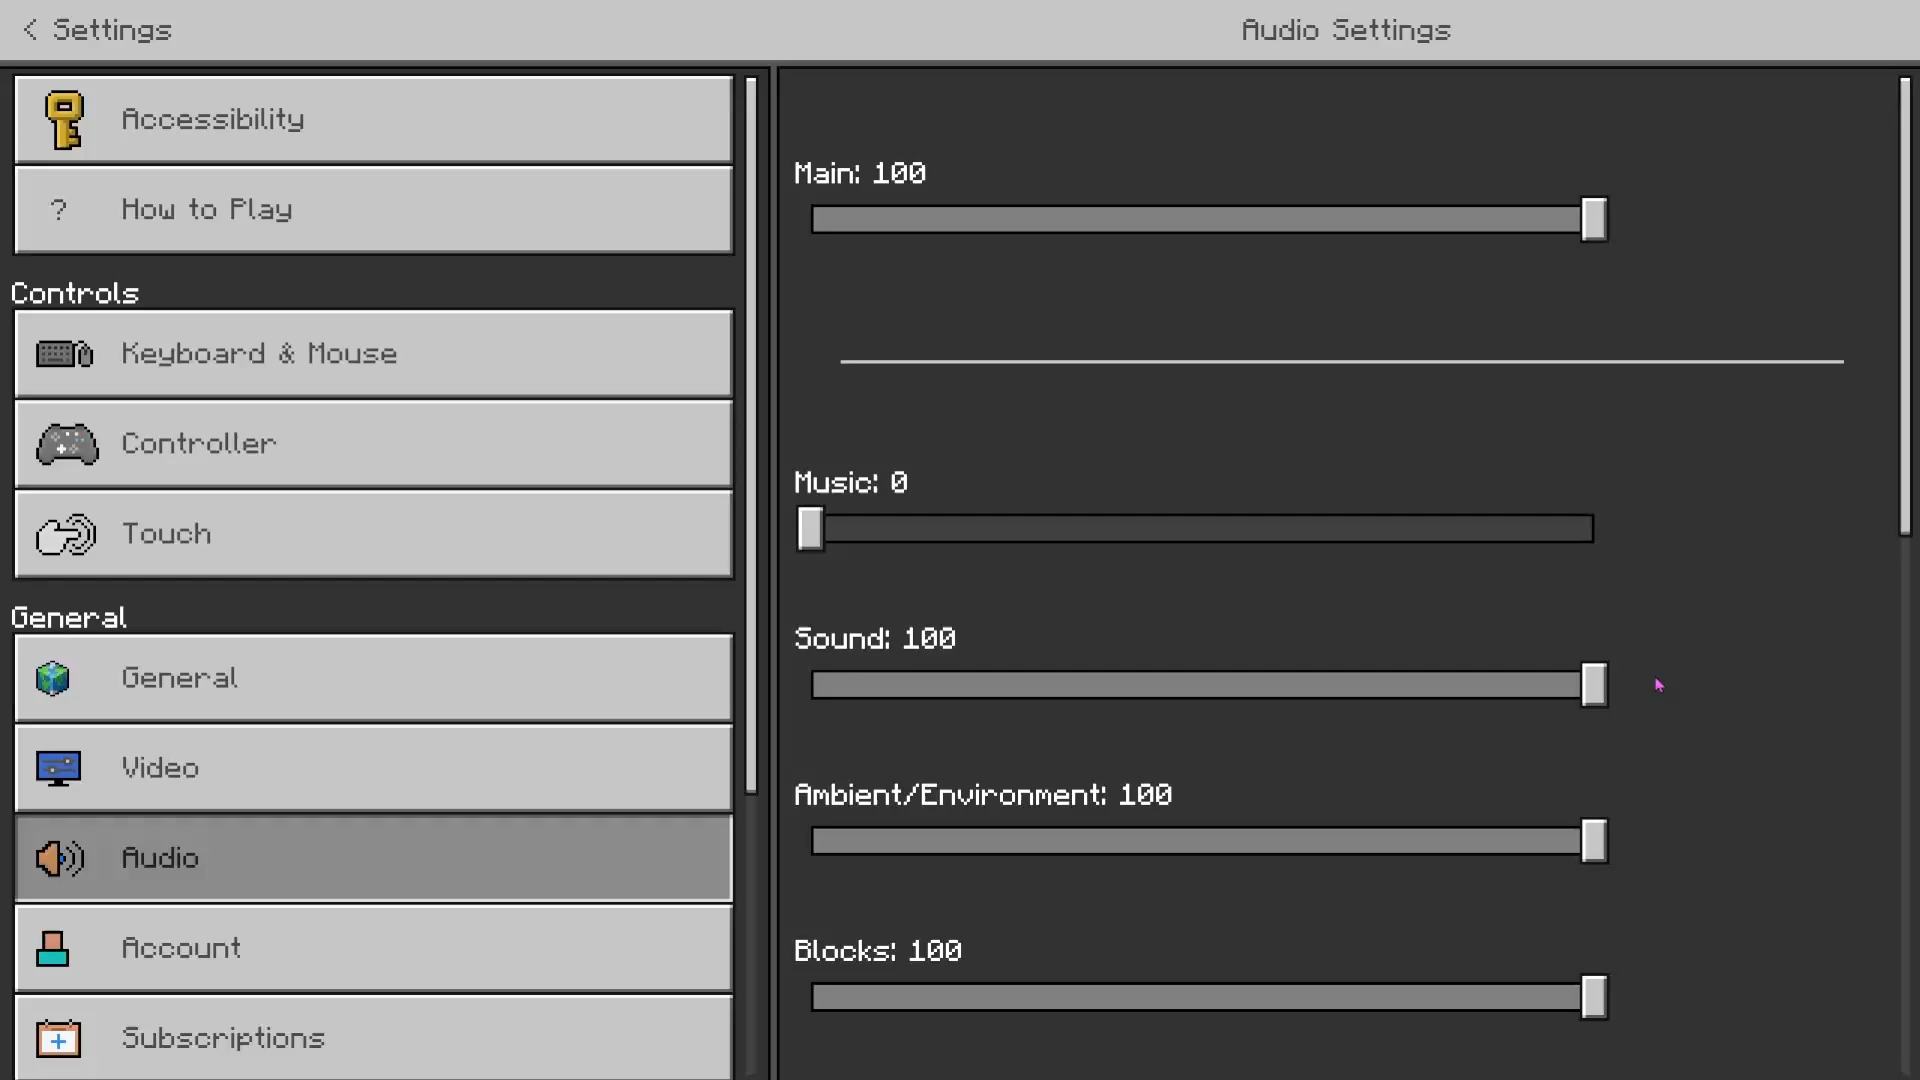 < Settings
Audio Settings
Accessibility
? How to Play
Controls
Keyboard & Mouse
Controller
Touch
General
General
Video
Audio
Account
Subscriptions
Main: 100
Music: 0
Sound: 100
Ambient/Environment: 100
Blocks: 100